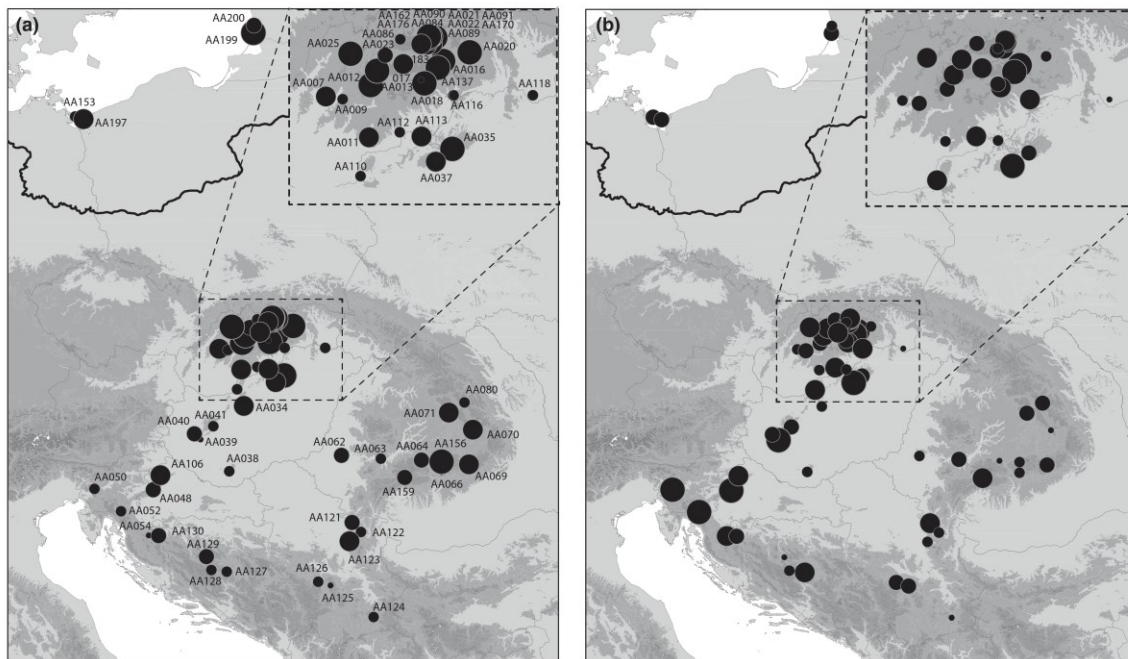 (a)
AA200
AA199
AA153
AA197
AA162 AA090 AA021 AA091
AA176 AA084 AA022 AA170
AA086 AA089
AA023
AA025 AA020
183
AA012 AA016
AA007 017 AA137
AA013 AA118
AA009 AA018 AA116
AA112 AA113
AA011 AA035
AA110 AA037
AA034
AA080
AA041 AA071
AA040
AA039 AA062 AA063 AA064 AA156 AA070
AA106 AA038
AA050 AA066 AA069
AA048 AA159
AA052
AA054 AA130 AA121 AA122
AA129 AA123
AA128 AA127 AA126
AA125
AA124
(b)